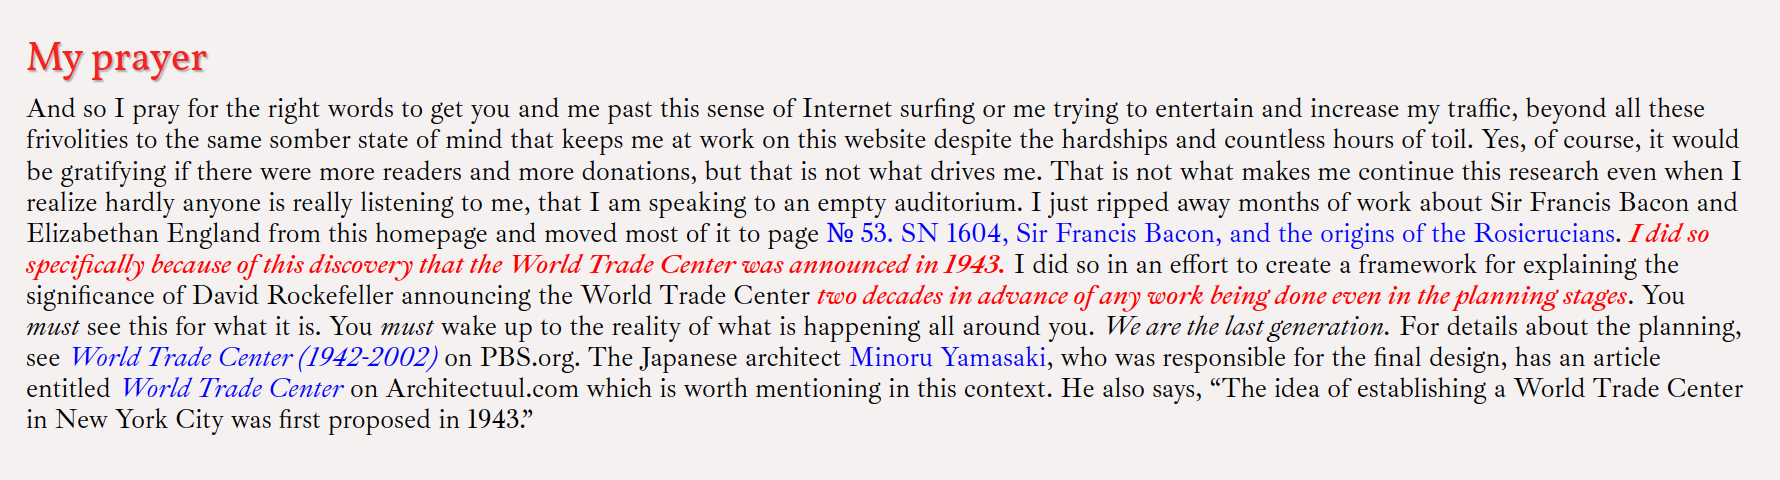 My prayer
And so I pray for the right words to get you and me past this sense of Internet surfing or me trying to entertain and increase my traffic, beyond all these
frivolities to the same somber state of mind that keeps me at work on this website despite the hardships and countless hours of toil. Yes, of course, it would
be gratifying if there were more readers and more donations, but that is not what drives me. That is not what makes me continue this research even when I
realize hardly anyone is really listening to me, that I am speaking to an empty auditorium. I just ripped away months of work about Sir Francis Bacon and
Elizabethan England from this homepage and moved most of it to page № 53. SN 1604, Sir Francis Bacon, and the origins of the Rosicrucians. I did so
specifically because of this discovery that the World Trade Center was announced in 1943. I did so in an effort to create a framework for explaining the
significance of David Rockefeller announcing the World Trade Center two decades in advance of any work being done even in the planning stages. You
must see this for what it is. You must wake up to the reality of what is happening all around you. We are the last generation. For details about the planning,
see World Trade Center (1942-2002) on PBS.org. The Japanese architect Minoru Yamasaki, who was responsible for the final design, has an article
entitled World Trade Center on Architectuul.com which is worth mentioning in this context. He also says, “The idea of establishing a World Trade Center
in New York City was first proposed in 1943.”